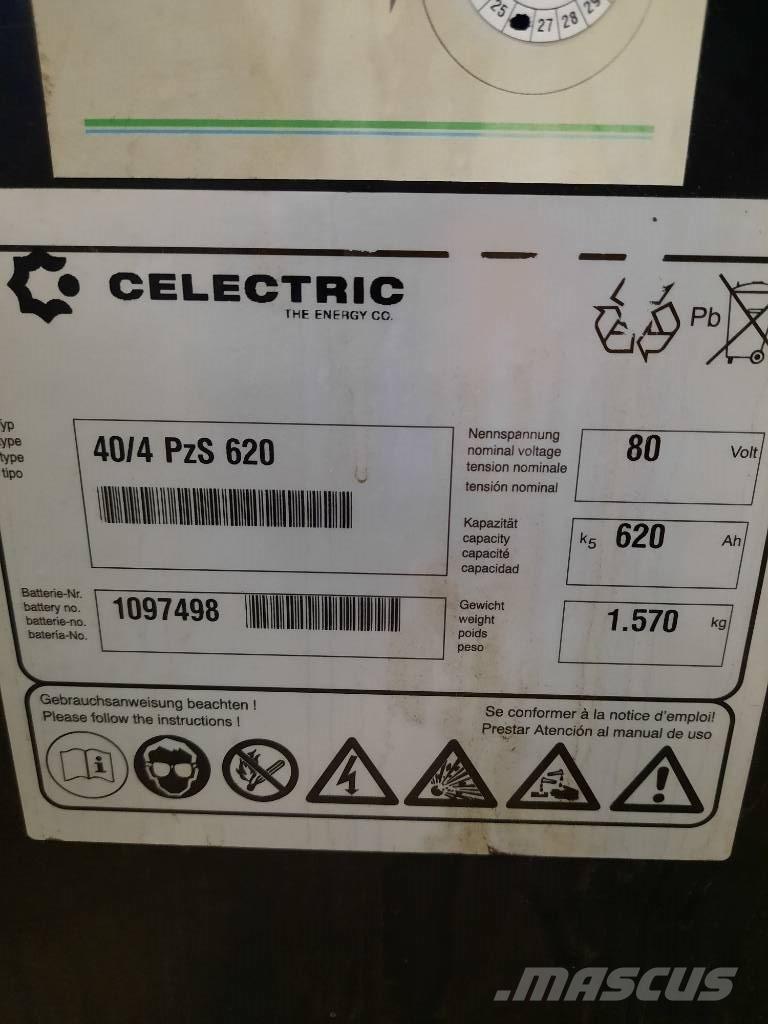 25 27 28 29
CELECTRIC
THE ENERGY CO.
Pb
Typ
type
type
tipo
40/4 PzS 620
Nennspannung
nominal voltage
tension nominale
tensión nominal
80 Volt
Kapazität
capacity
capacité
capacidad
k5 620 Ah
Batterie-Nr.
battery no.
batterie-no.
batería-No.
1097498
Gewicht
weight
poids
peso
1.570 kg
Gebrauchsanweisung beachten !
Please follow the instructions !
Se conformer à la notice d'emploi!
Prestar Atención al manual de uso
i
.MASCUS